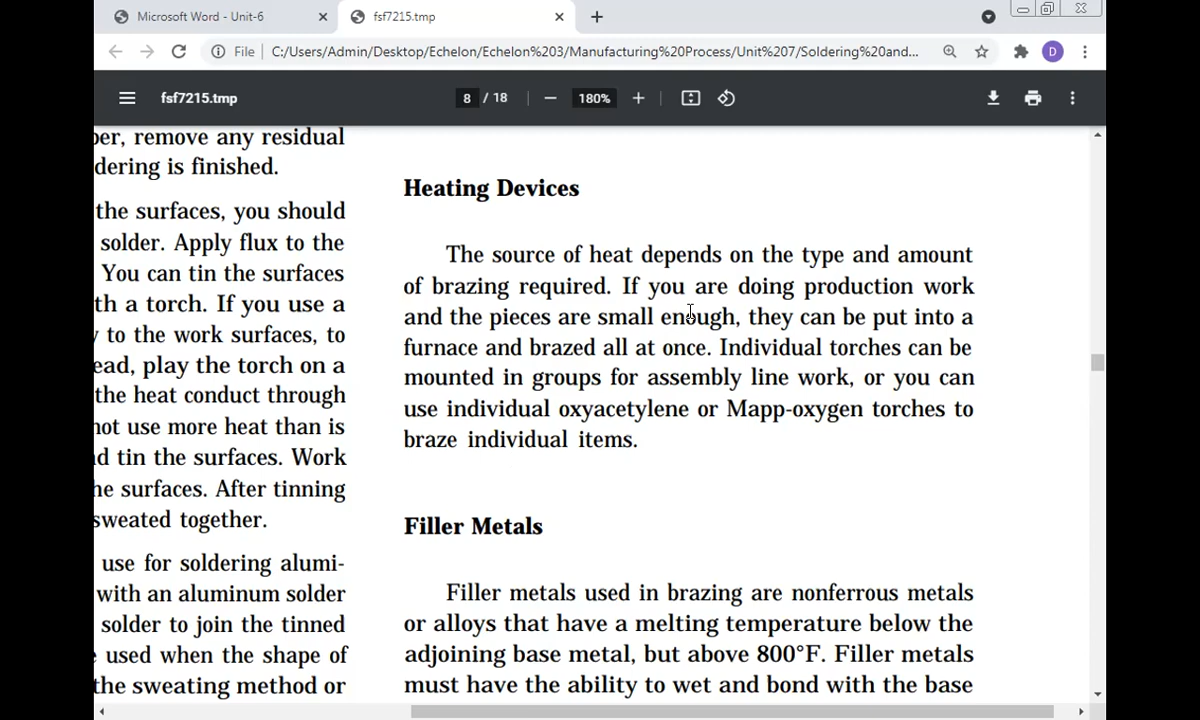 Microsoft Word - Unit-6
fsf7215.tmp
File
C:/Users/Admin/Desktop/Echelon/Echelon%203/Manufacturing%20Process/Unit%207/Soldering%20and...
D
fsf7215.tmp
8 / 18
180%
per, remove any residual
dering is finished.
the surfaces, you should
solder. Apply flux to the
You can tin the surfaces
th a torch. If you use a
y to the work surfaces, to
ead, play the torch on a
the heat conduct through
not use more heat than is
nd tin the surfaces. Work
he surfaces. After tinning
sweated together.
use for soldering alumi-
with an aluminum solder
solder to join the tinned
e used when the shape of
the sweating method or
Heating Devices
The source of heat depends on the type and amount
of brazing required. If you are doing production work
and the pieces are small enough, they can be put into a
furnace and brazed all at once. Individual torches can be
mounted in groups for assembly line work, or you can
use individual oxyacetylene or Mapp-oxygen torches to
braze individual items.
Filler Metals
Filler metals used in brazing are nonferrous metals
or alloys that have a melting temperature below the
adjoining base metal, but above 800°F. Filler metals
must have the ability to wet and bond with the base